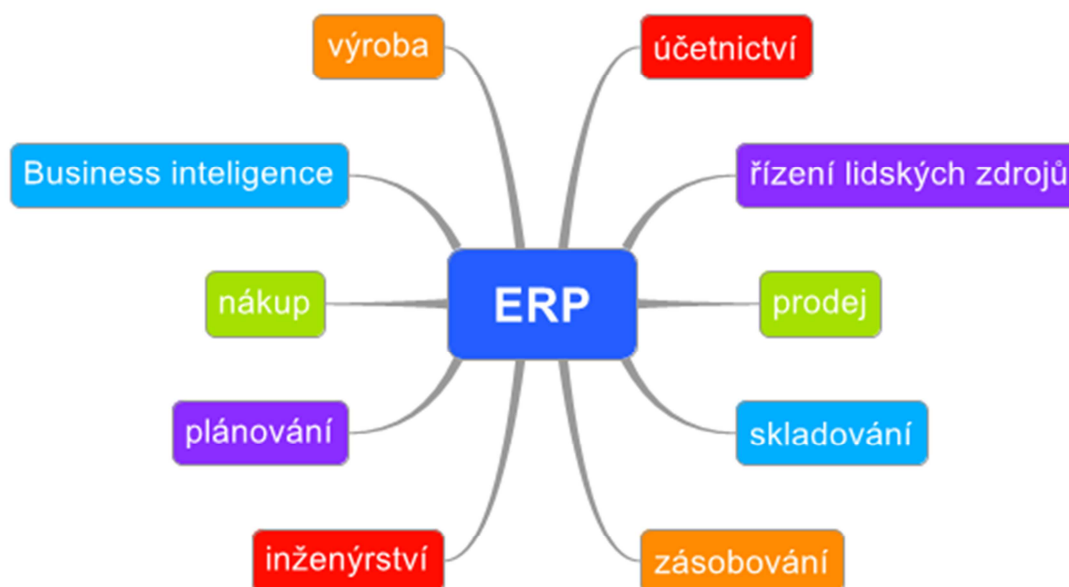 výroba
účetnictví
Business inteligence
řízení lidských zdrojů
nákup
ERP
prodej
plánování
skladování
inženýrství
zásobování